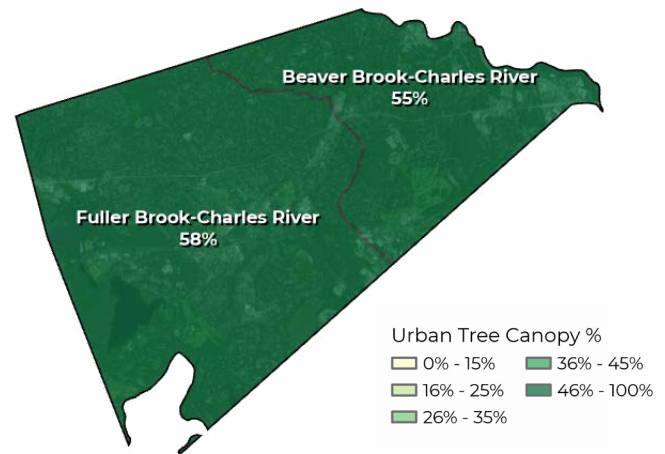 Beaver Brook-Charles River
55%
Fuller Brook-Charles River
58%
Urban Tree Canopy %
0% - 15%
16% - 25%
26% - 35%
36% - 45%
46% - 100%